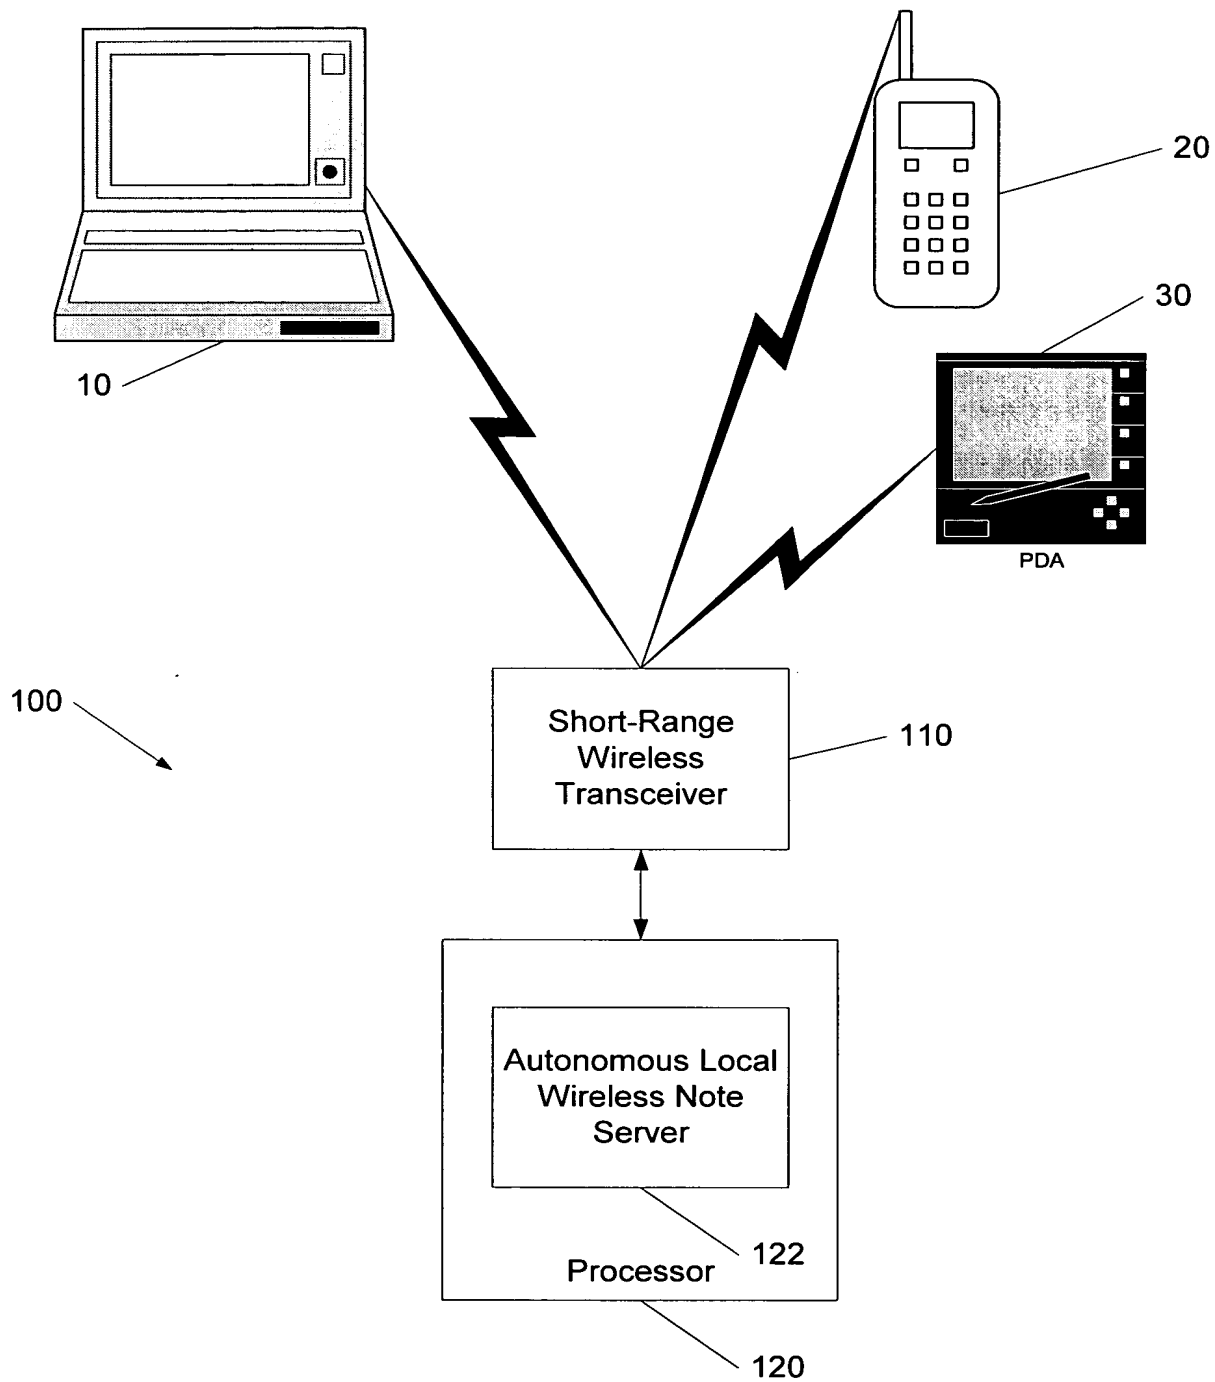 20
30
10
PDA
100
Short-Range
Wireless
Transceiver
110
Autonomous Local
Wireless Note
Server
122
Processor
120